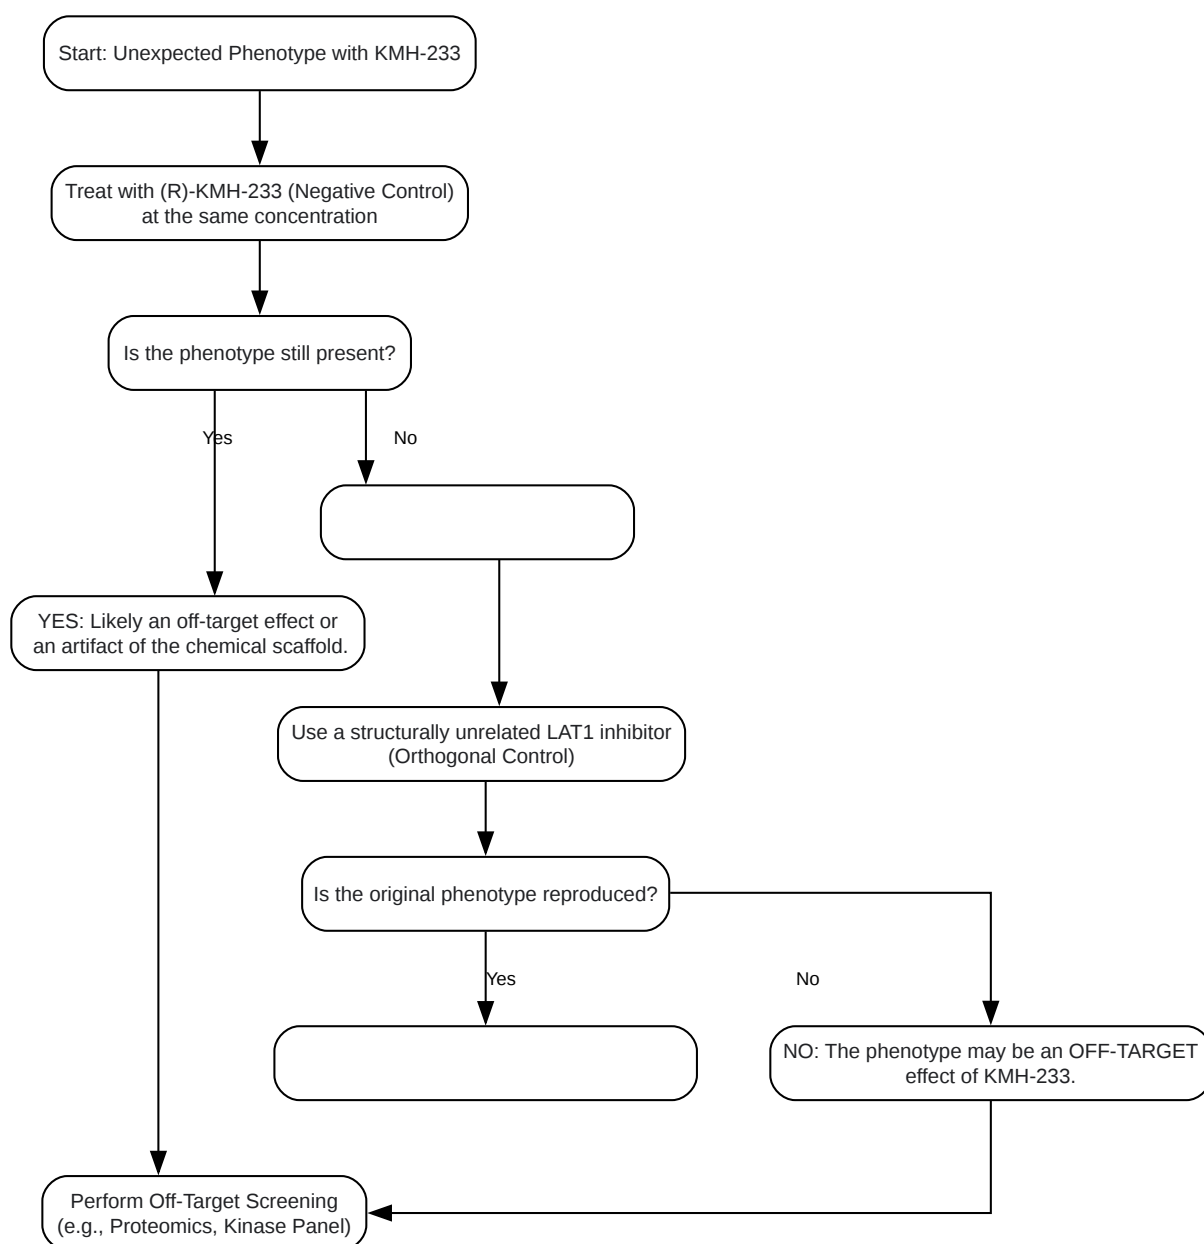 Start: Unexpected Phenotype with KMH-233
Treat with (R)-KMH-233 (Negative Control)
at the same concentration
Is the phenotype still present?
Yes
No
YES: Likely an off-target effect or
an artifact of the chemical scaffold.
Use a structurally unrelated LAT1 inhibitor
(Orthogonal Control)
Is the original phenotype reproduced?
Yes
No
NO: The phenotype may be an OFF-TARGET
effect of KMH-233.
Perform Off-Target Screening
(e.g., Proteomics, Kinase Panel)